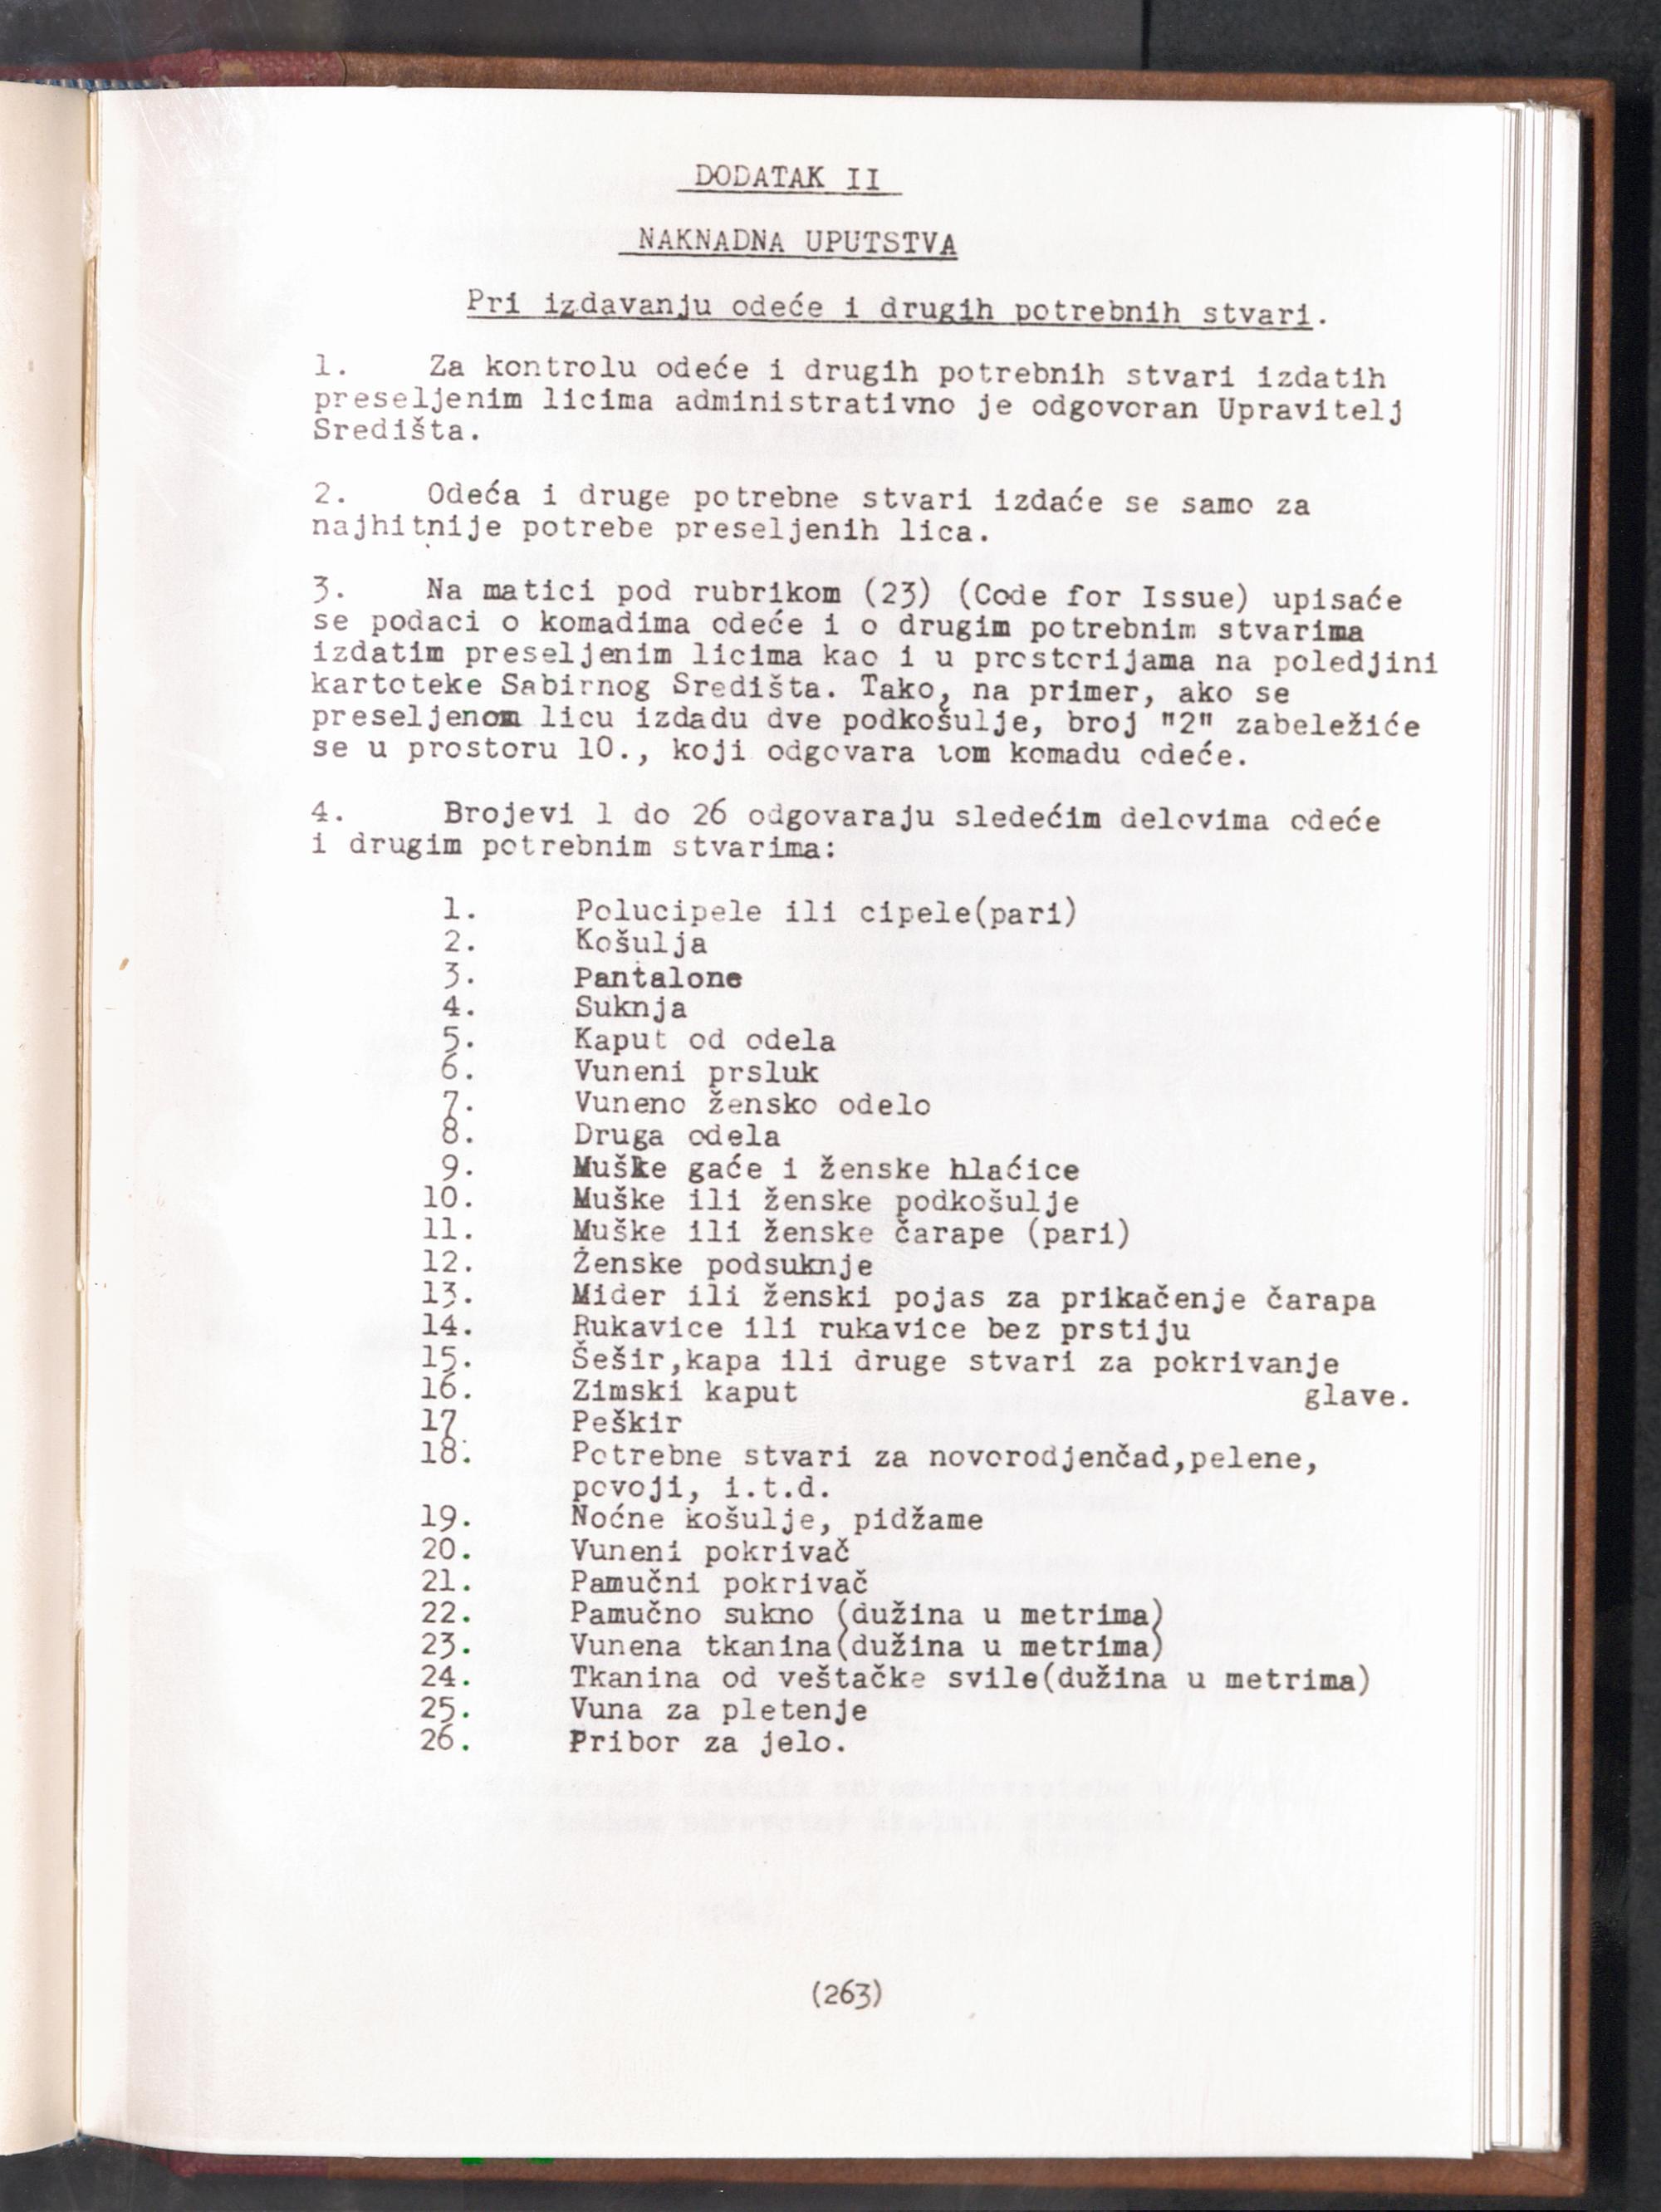 DODATAK II
NAKNADNA UPUTSTVA
Pri izdavanju odeće i drugih potrebnih stvari.
1. Za kontrolu odeće i drugih potrebnih stvari izdatih
preseljenim licima administrativno je odgovoran Upravitelj
Središta.
2. Odeća i druge potrebne stvari izdaće se samo za
najhitnije potrebe preseljenih lica.
3. Na matici pod rubrikom (23) (Code for Issue) upisaće
se podaci o komadima odeće i o drugim potrebnim stvarima
izdatim preseljenim licima kao i u prostorijama na poledjini
kartoteke Sabirnog Središta. Tako, na primer, ako se
preseljenom licu izdadu dve podkošulje, broj "2" zabeležiće
se u prostoru 10., koji odgovara tom komadu odeće.
4. Brojevi 1 do 26 odgovaraju sledećim delovima odeće
i drugim potrebnim stvarima:
1. Polucipele ili cipele(pari)
2. Košulja
3. Pantalone
4. Suknja
5. Kaput od odela
6. Vuneni prsluk
7. Vuneno žensko odelo
8. Druga odela
9. Muške gaće i ženske hlaćice
10. Muške ili ženske podkošulje
11. Muške ili ženske čarape (pari)
12. Ženske podsuknje
13. Mider ili ženski pojas za prikačenje čarapa
14. Rukavice ili rukavice bez prstiju
15. Šešir,kapa ili druge stvari za pokrivanje
16. Zimski kaput glave.
17. Peškir
18. Potrebne stvari za novorodjenčad,pelene,
povoji, i.t.d.
19. Noćne košulje, pidžame
20. Vuneni pokrivač
21. Pamučni pokrivač
22. Pamučno sukno (dužina u metrima)
23. Vunena tkanina(dužina u metrima)
24. Tkanina od veštačke svile(dužina u metrima)
25. Vuna za pletenje
26. Pribor za jelo.
(263)